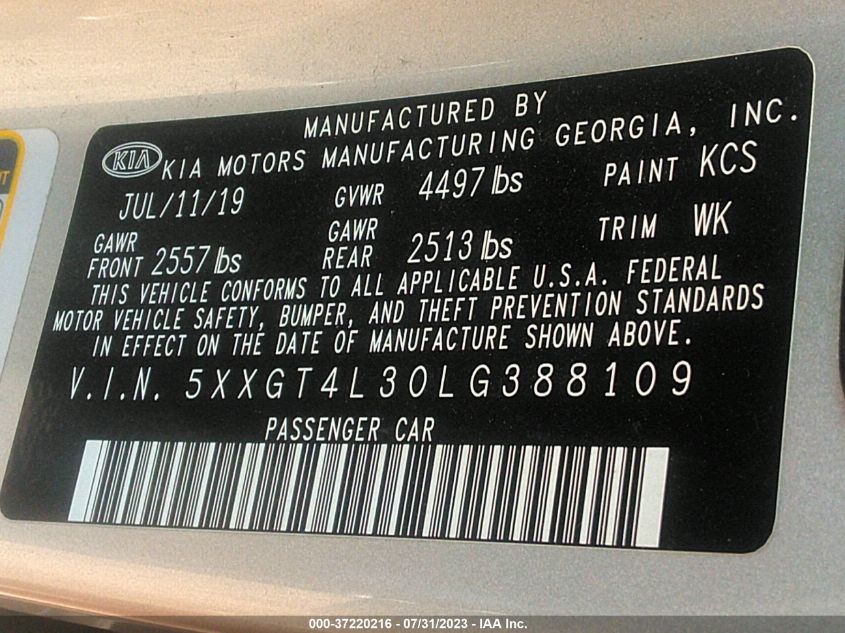 MANUFACTURED BY
KIA KIA MOTORS MANUFACTURING GEORGIA, INC.
JUL/11/19 GVWR 4497 lbs PAINT KCS
GAWR FRONT 2557 lbs GAWR REAR 2513 lbs TRIM WK
THIS VEHICLE CONFORMS TO ALL APPLICABLE U.S.A. FEDERAL
MOTOR VEHICLE SAFETY, BUMPER, AND THEFT PREVENTION STANDARDS
IN EFFECT ON THE DATE OF MANUFACTURE SHOWN ABOVE.
V.I.N. 5XXGT4L30LG388109
PASSENGER CAR
000-37220216 - 07/31/2023 - IAA Inc.